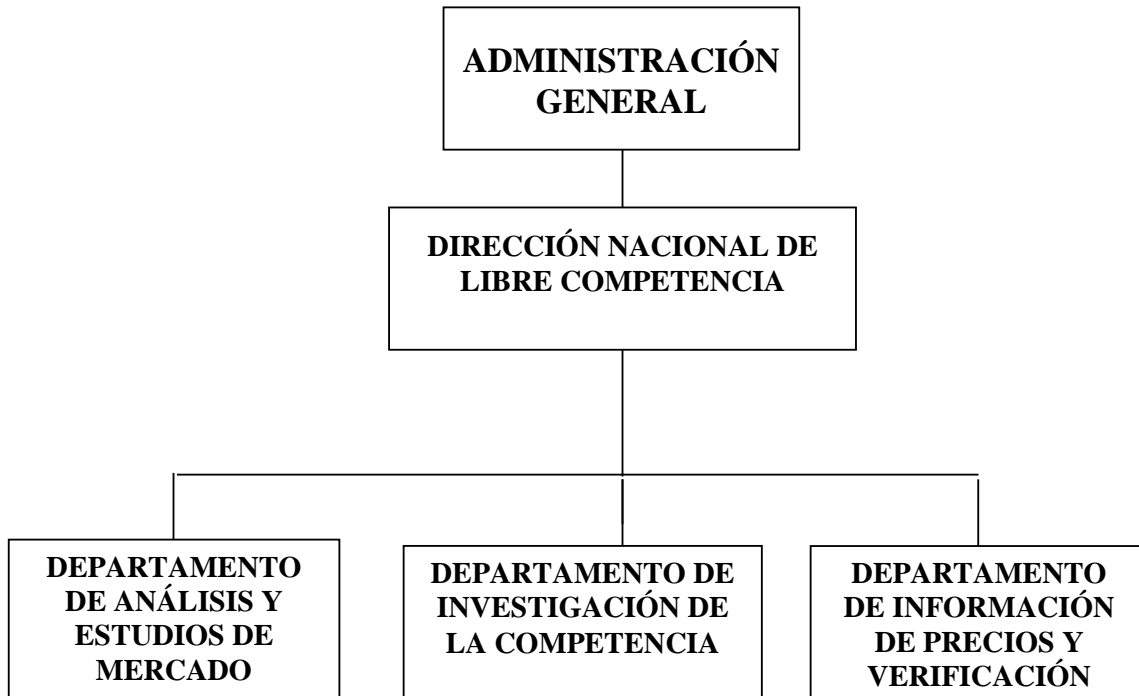 ADMINISTRACIÓN
GENERAL
DIRECCIÓN NACIONAL DE
LIBRE COMPETENCIA
DEPARTAMENTO
DE ANÁLISIS Y
ESTUDIOS DE
MERCADO
DEPARTAMENTO DE
INVESTIGACIÓN DE
LA COMPETENCIA
DEPARTAMENTO
DE INFORMACIÓN
DE PRECIOS Y
VERIFICACIÓN